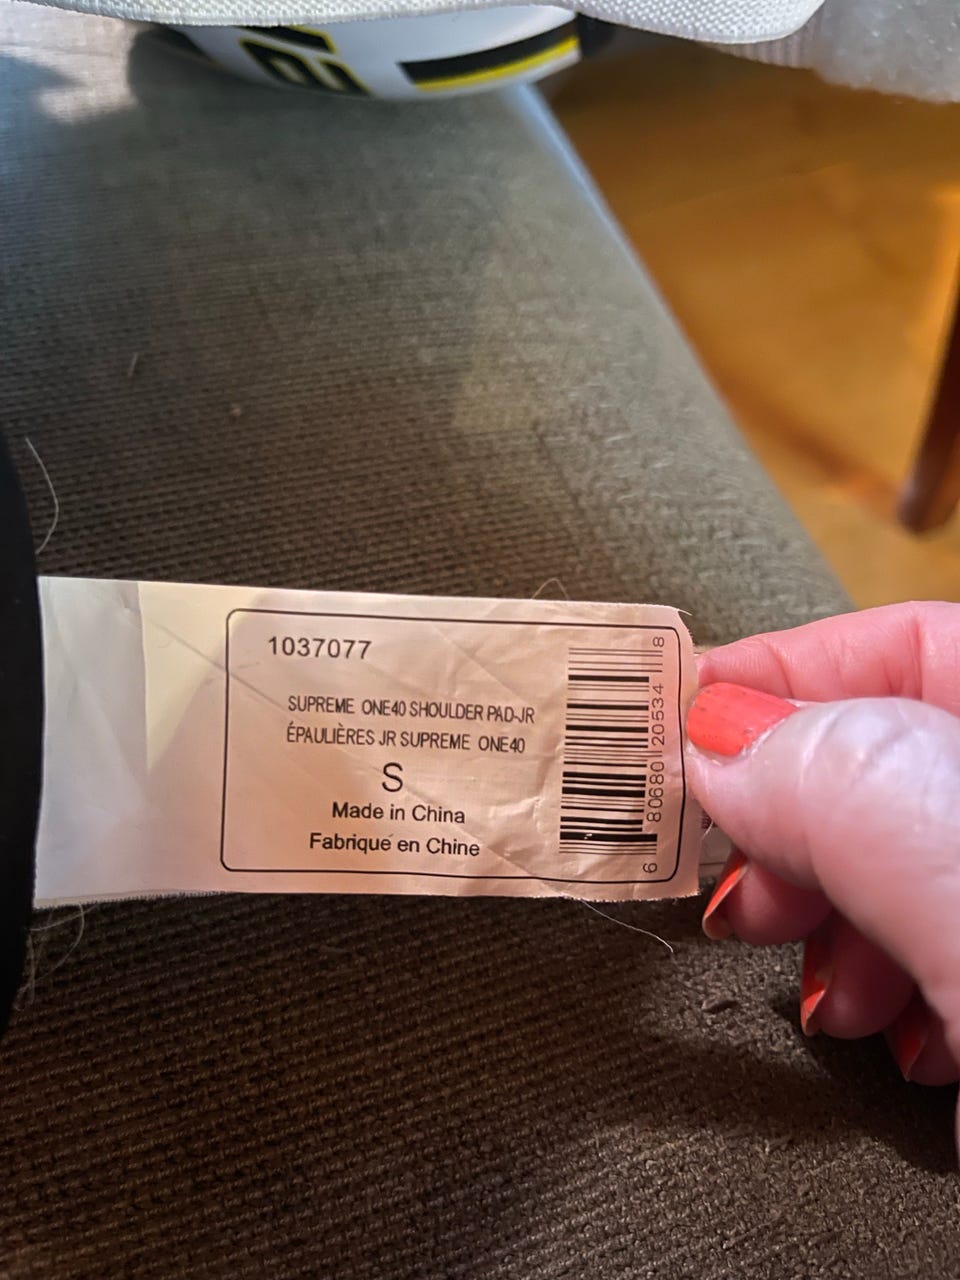 1037077
SUPREME ONE40 SHOULDER PAD-JR
ÉPAULIÈRES JR SUPREME ONE40
S
Made in China
Fabriqué en Chine
6 80680 20534 8